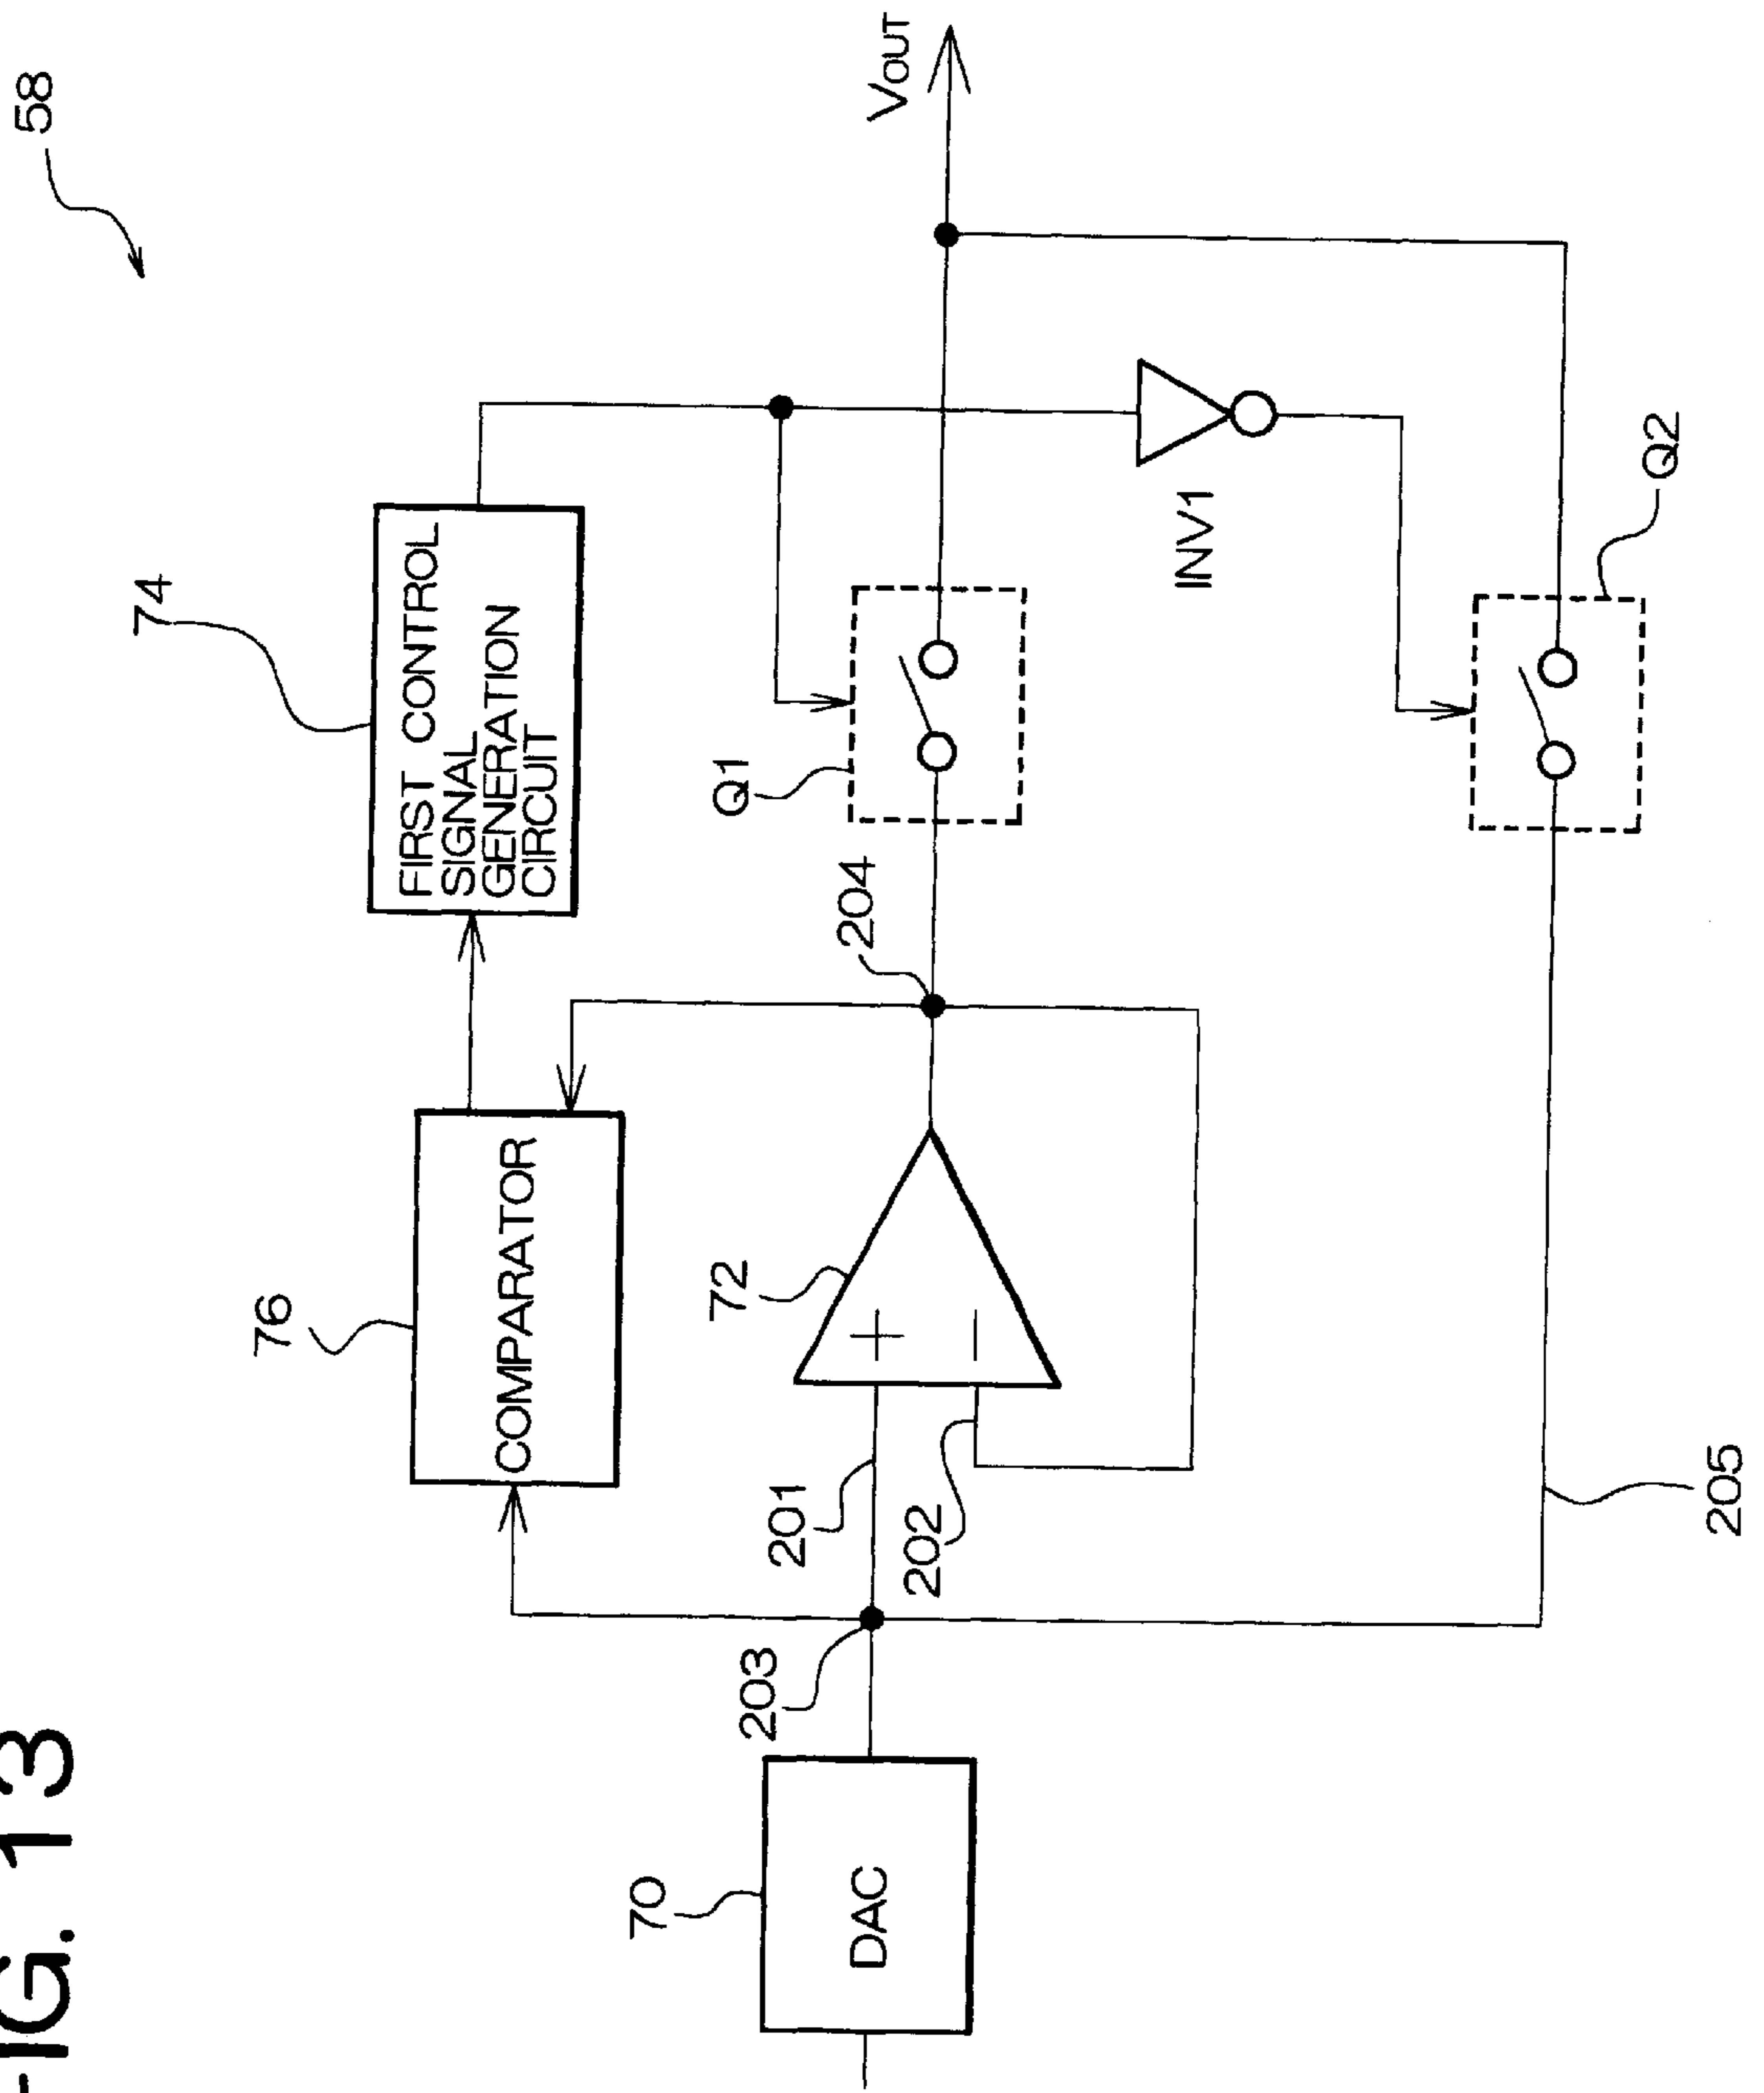 FIG. 13
58
74
FIRST CONTROL
SIGNAL
GENERATION
CIRCUIT
76
COMPARATOR
VOUT
Q1
204
72
+
−
INV1
201
202
203
70
DAC
Q2
205